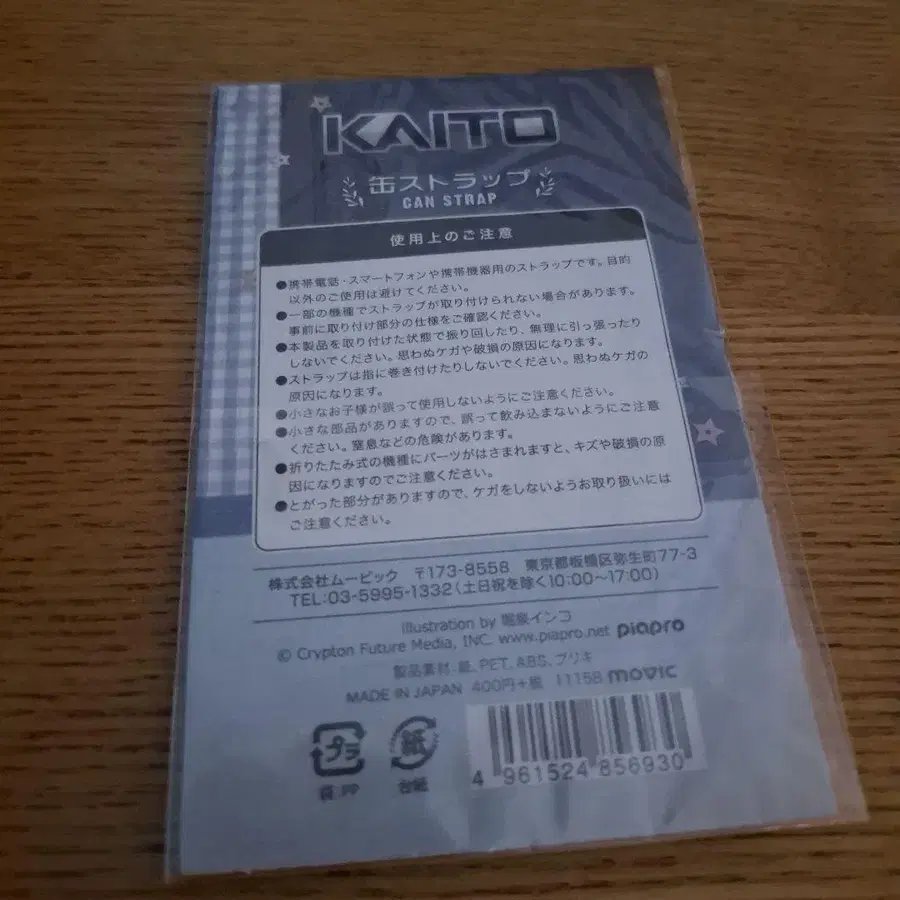 KAITO
缶ストラップ
CAN STRAP
使用上のご注意
●携帯電話・スマートフォンや携帯機器用のストラップです。目的
以外のご使用は避けてください。
●一部の機種でストラップが取り付けられない場合があります。
事前に取り付け部分の仕様をご確認ください。
●本製品を取り付けた状態で振り回したり、無理に引っ張ったり
しないでください。思わぬケガや破損の原因になります。
●ストラップは指に巻き付けたりしないでください。思わぬケガの
原因になります。
●小さなお子様が誤って使用しないようにご注意ください。
●小さな部品がありますので、誤って飲み込まないようにご注意
ください。窒息などの危険があります。
●折りたたみ式の機種にパーツがはさまれますと、キズや破損の原
因になりますのでご注意ください。
●とがった部分がありますので、ケガをしないようお取り扱いには
ご注意ください。
株式会社ムービック 〒173-8558 東京都板橋区弥生町77-3
TEL:03-5995-1332(土日祝を除く10:00~17:00)
illustration by インコ
© Crypton Future Media, INC. www.piapro.net piapro
製品素材:紙、PET、ABS、ブリキ
MADE IN JAPAN 400円+税 11158 movic
プラ 紙
袋:PP 台紙
4 961524 856930